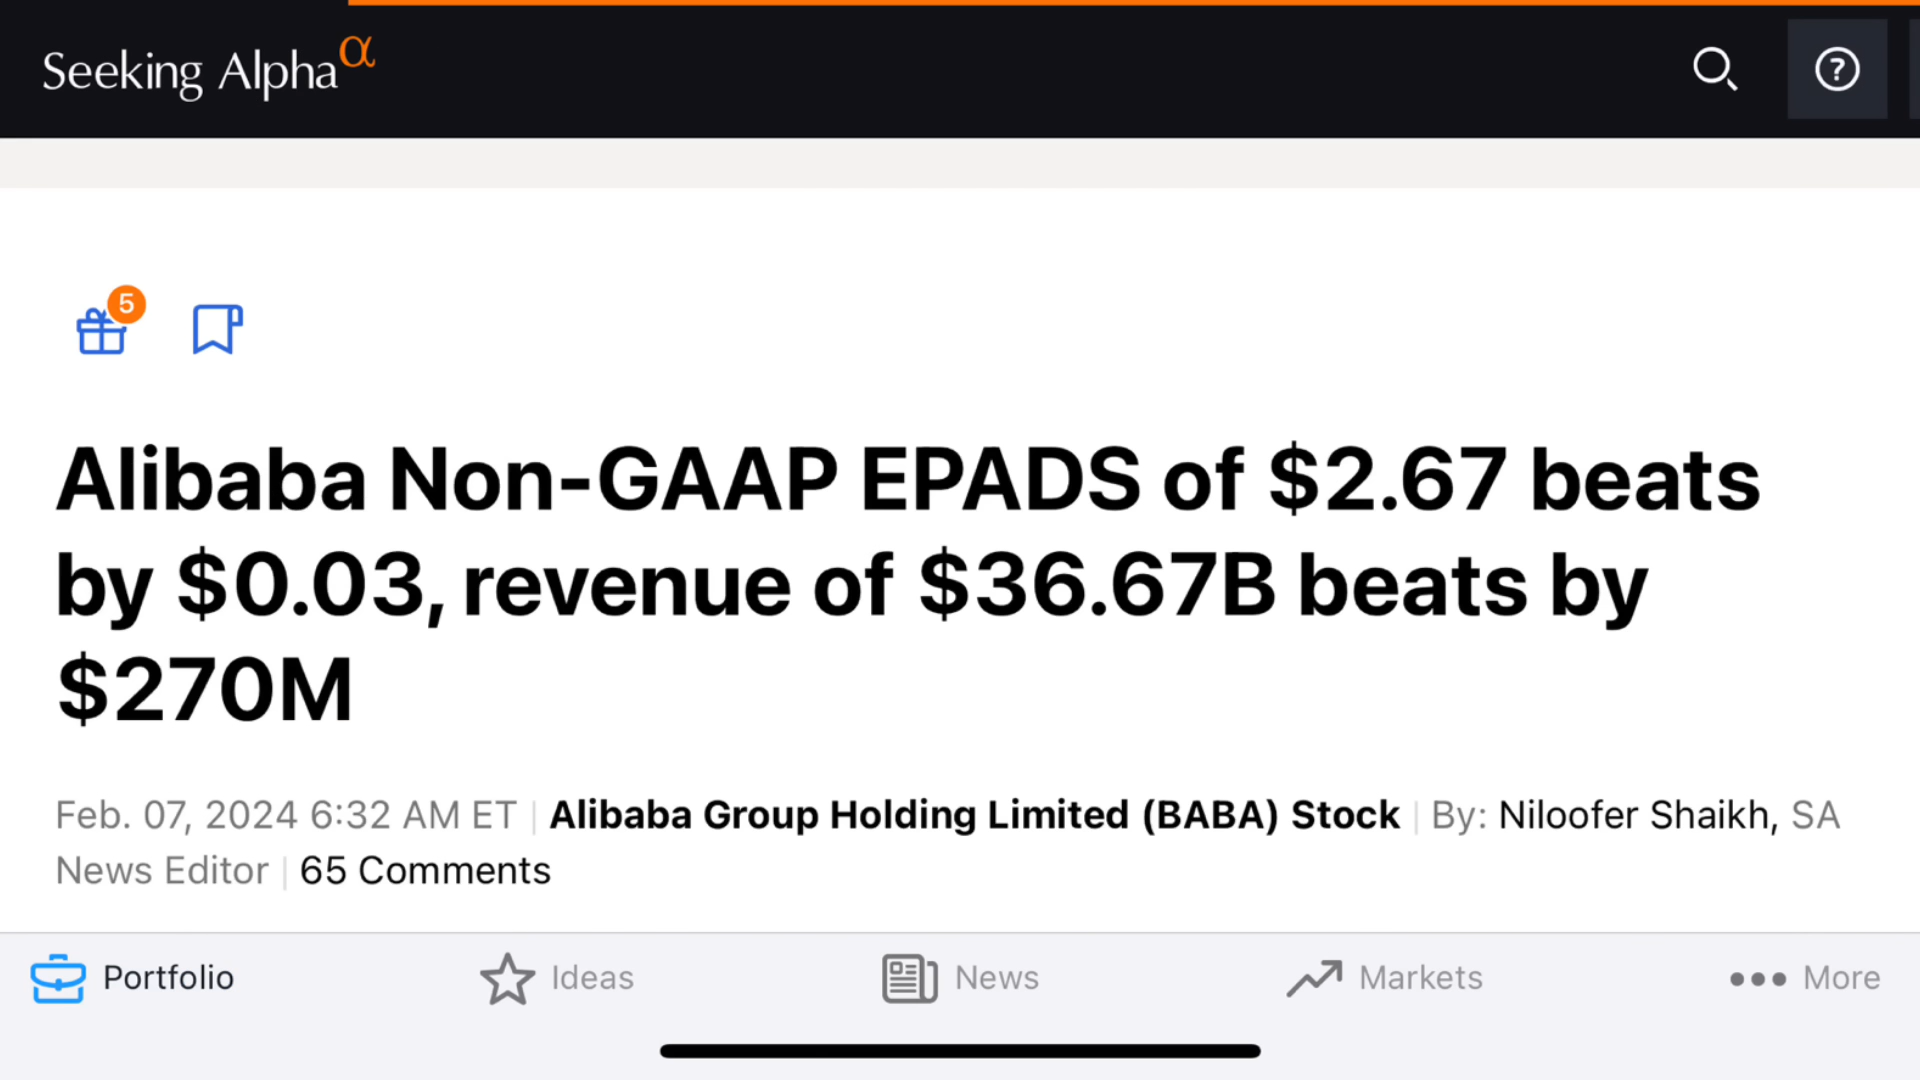 Seeking Alpha α
5
Alibaba Non-GAAP EPADS of $2.67 beats
by $0.03, revenue of $36.67B beats by
$270M
Feb. 07, 2024 6:32 AM ET | Alibaba Group Holding Limited (BABA) Stock | By: Niloofer Shaikh, SA
News Editor | 65 Comments
Portfolio Ideas News Markets More